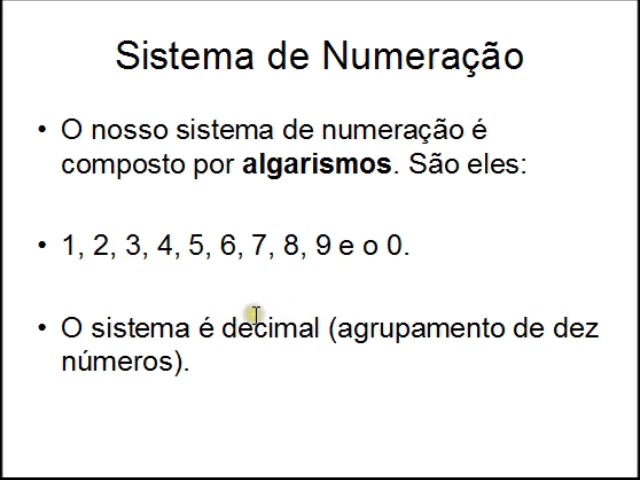 Sistema de Numeração
• O nosso sistema de numeração é
composto por algarismos. São eles:
• 1, 2, 3, 4, 5, 6, 7, 8, 9 e o 0.
• O sistema é decimal (agrupamento de dez
números).